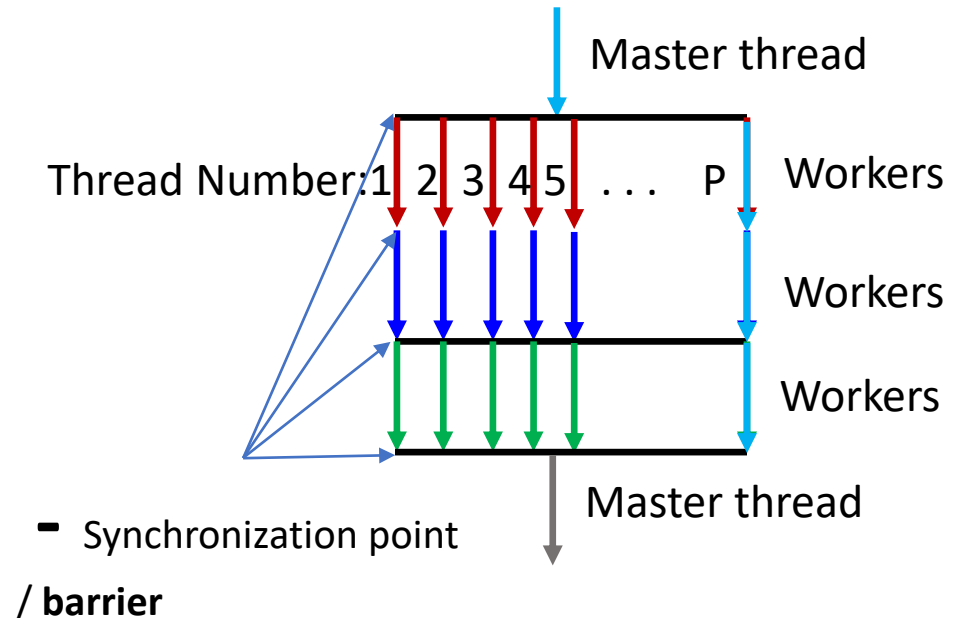 Master thread
Thread Number:1 2 3 4 5 . . . P Workers
Workers
Workers
Master thread
- Synchronization point
/ barrier